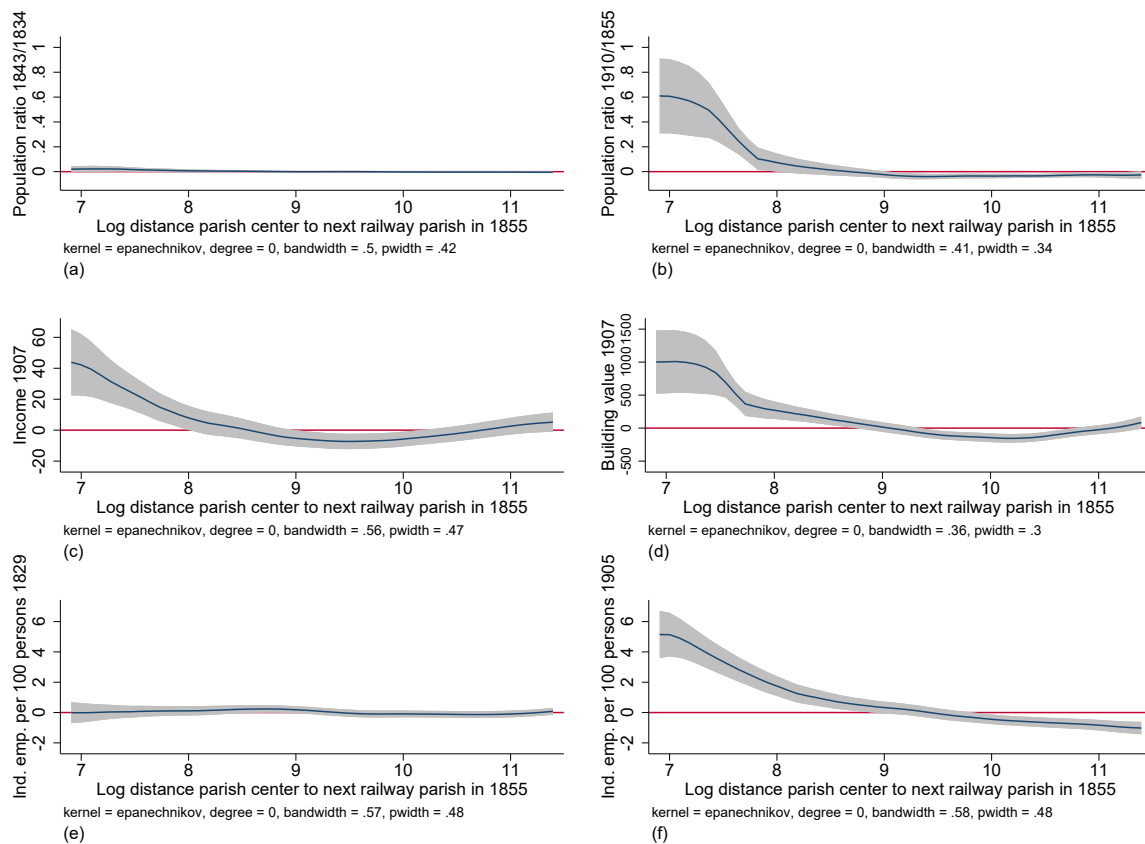 Population ratio 1843/1834
0 .2 .4 .6 .8 1
7 8 9 10 11
Log distance parish center to next railway parish in 1855
kernel = epanechnikov, degree = 0, bandwidth = .5, pwidth = .42
(a)
Population ratio 1910/1855
0 .2 .4 .6 .8 1
7 8 9 10 11
Log distance parish center to next railway parish in 1855
kernel = epanechnikov, degree = 0, bandwidth = .41, pwidth = .34
(b)
Income 1907
-20 0 20 40 60
7 8 9 10 11
Log distance parish center to next railway parish in 1855
kernel = epanechnikov, degree = 0, bandwidth = .56, pwidth = .47
(c)
Building value 1907
-500 0 500 1000 1500
7 8 9 10 11
Log distance parish center to next railway parish in 1855
kernel = epanechnikov, degree = 0, bandwidth = .36, pwidth = .3
(d)
Ind. emp. per 100 persons 1829
-2 0 2 4 6
7 8 9 10 11
Log distance parish center to next railway parish in 1855
kernel = epanechnikov, degree = 0, bandwidth = .57, pwidth = .48
(e)
Ind. emp. per 100 persons 1905
-2 0 2 4 6
7 8 9 10 11
Log distance parish center to next railway parish in 1855
kernel = epanechnikov, degree = 0, bandwidth = .58, pwidth = .48
(f)